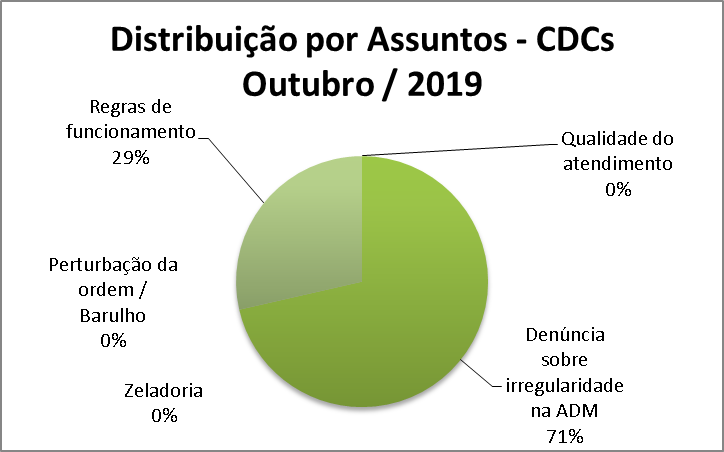 Distribuição por Assuntos - CDCs
Outubro / 2019
Regras de
funcionamento
29%
Qualidade do
atendimento
0%
Perturbação da
ordem /
Barulho
0%
Zeladoria
0%
Denúncia
sobre
irregularidade
na ADM
71%